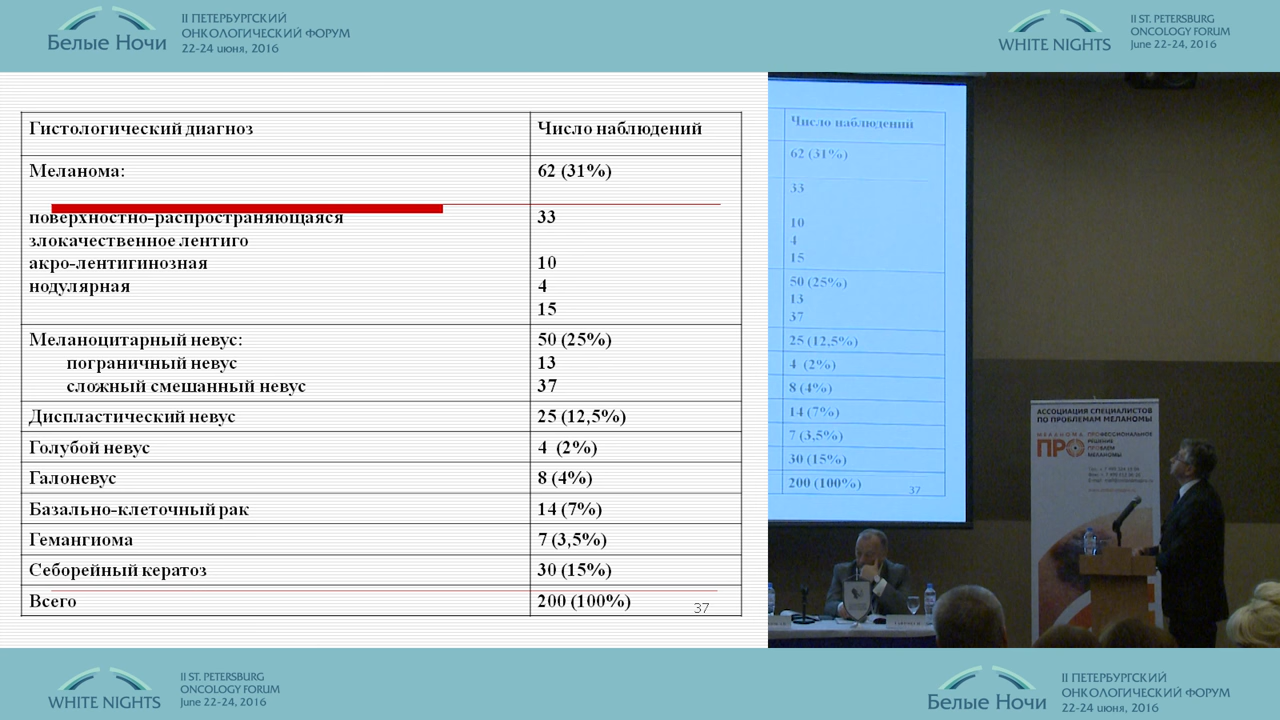 II ПЕТЕРБУРГСКИЙ
ОНКОЛОГИЧЕСКИЙ ФОРУМ
Белые Ночи
22-24 июня, 2016
II ST. PETERSBURG
ONCOLOGY FORUM
WHITE NIGHTS
June 22-24, 2016
Гистологический диагноз
Число наблюдений
Меланома:
62 (31%)
поверхностно-распространяющаяся
33
злокачественное лентиго
акро-лентигинозная
10
нодулярная
4
15
Меланоцитарный невус:
50 (25%)
пограничный невус
13
сложный смешанный невус
37
Диспластический невус
25 (12,5%)
Голубой невус
4 (2%)
Галоневус
8 (4%)
Базально-клеточный рак
14 (7%)
Гемангиома
7 (3,5%)
Себорейный кератоз
30 (15%)
Всего
200 (100%)
37
Число наблюдений
62 (31%)
33
10
4
15
50 (25%)
13
37
25 (12,5%)
4 (2%)
8 (4%)
14 (7%)
7 (3,5%)
30 (15%)
200 (100%)
37
АССОЦИАЦИЯ СПЕЦИАЛИСТОВ
ПО ПРОБЛЕМАМ МЕЛАНОМЫ
МЕЛАНОМА
ПРО
ПРОФЕССИОНАЛЬНОЕ
РЕШЕНИЕ
ПРОБЛЕМ
МЕЛАНОМЫ
WHITE NIGHTS
II ST. PETERSBURG
ONCOLOGY FORUM
June 22-24, 2016
Белые Ночи
II ПЕТЕРБУРГСКИЙ
ОНКОЛОГИЧЕСКИЙ ФОРУМ
22-24 июня, 2016